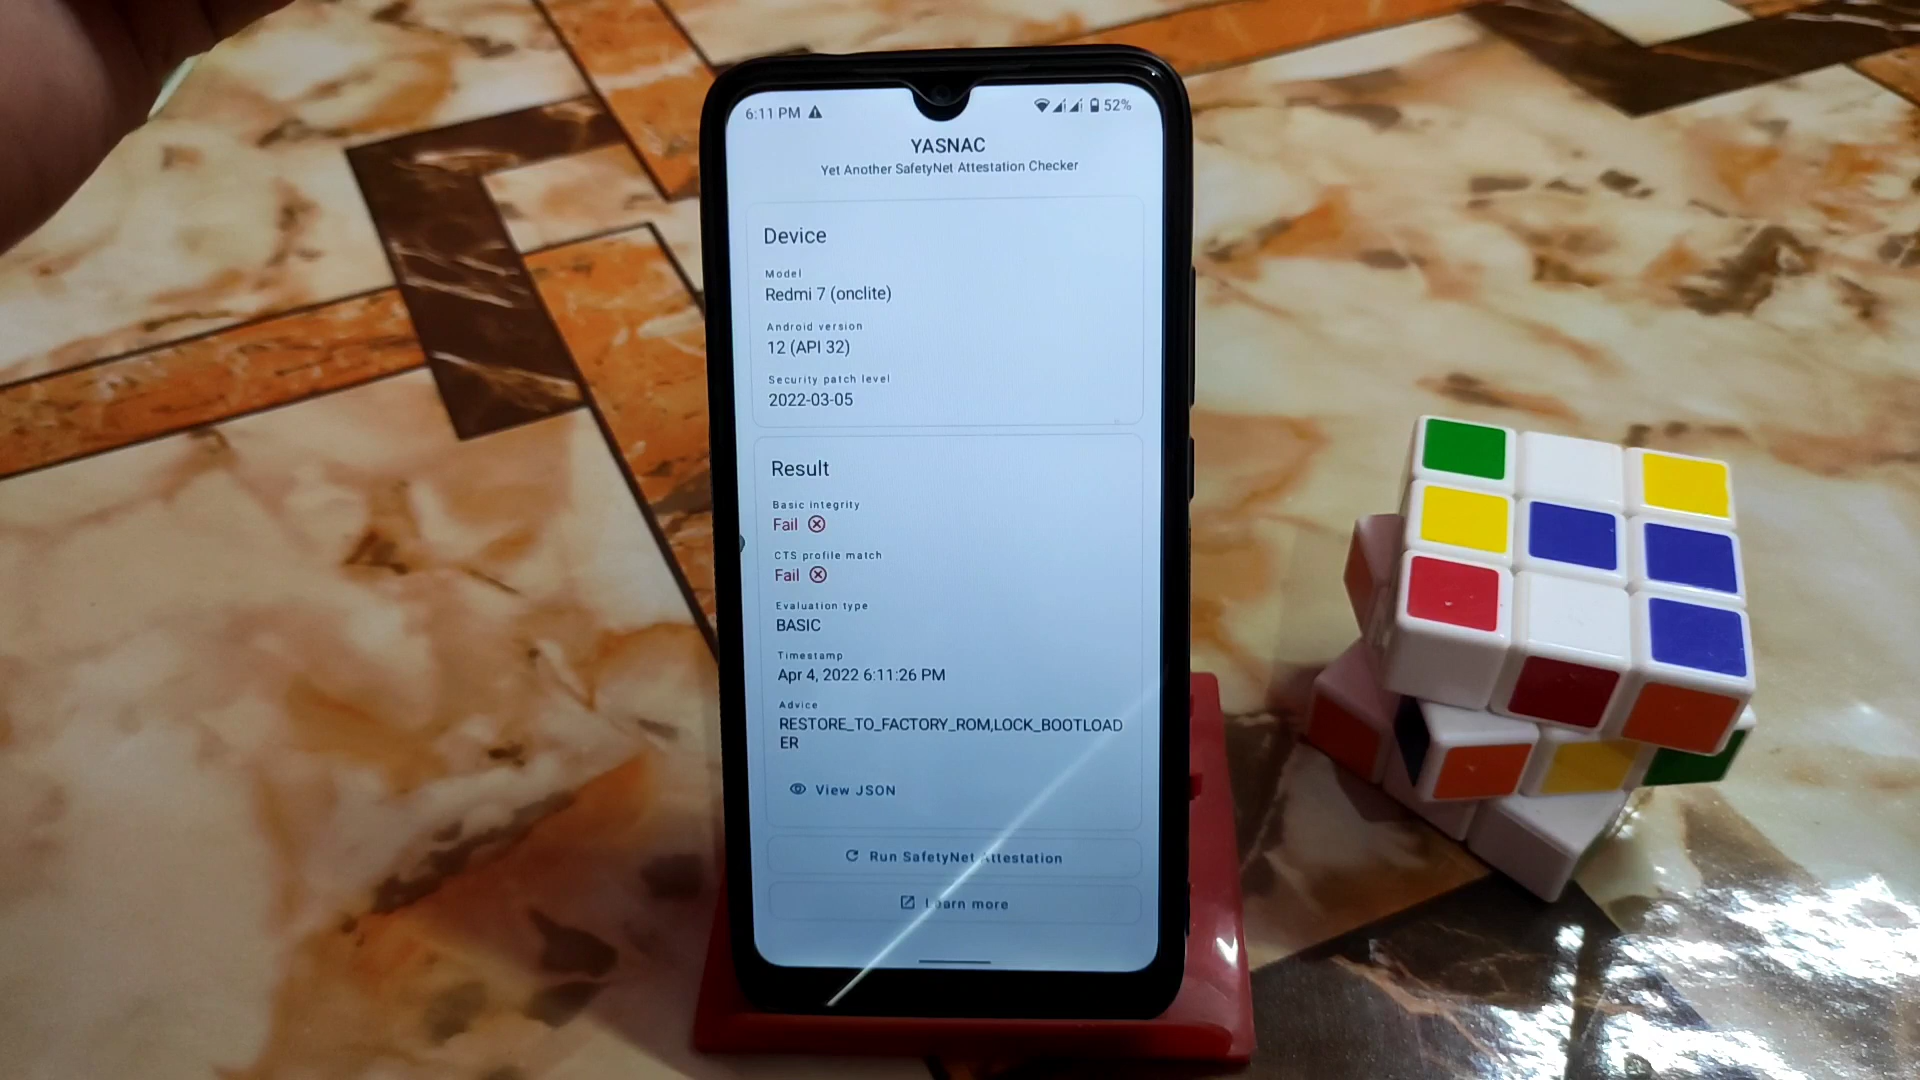 6:11 PM 52%
YASNAC
Yet Another SafetyNet Attestation Checker
Device
Model
Redmi 7 (onclite)
Android version
12 (API 32)
Security patch level
2022-03-05
Result
Basic integrity
Fail
CTS profile match
Fail
Evaluation type
BASIC
Timestamp
Apr 4, 2022 6:11:26 PM
Advice
RESTORE_TO_FACTORY_ROM,LOCK_BOOTLOAD
ER
View JSON
Run SafetyNet Attestation
Learn more